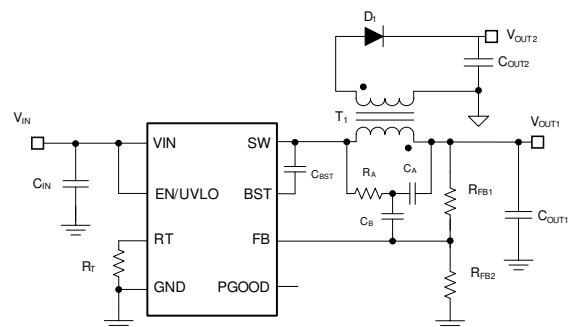 D1
VOUT2
COUT2
T1
VIN
VOUT1
VIN
SW
CBST
RA
CA
RFB1
CIN
EN/UVLO
BST
CB
COUT1
RT
FB
RT
RFB2
GND
PGOOD